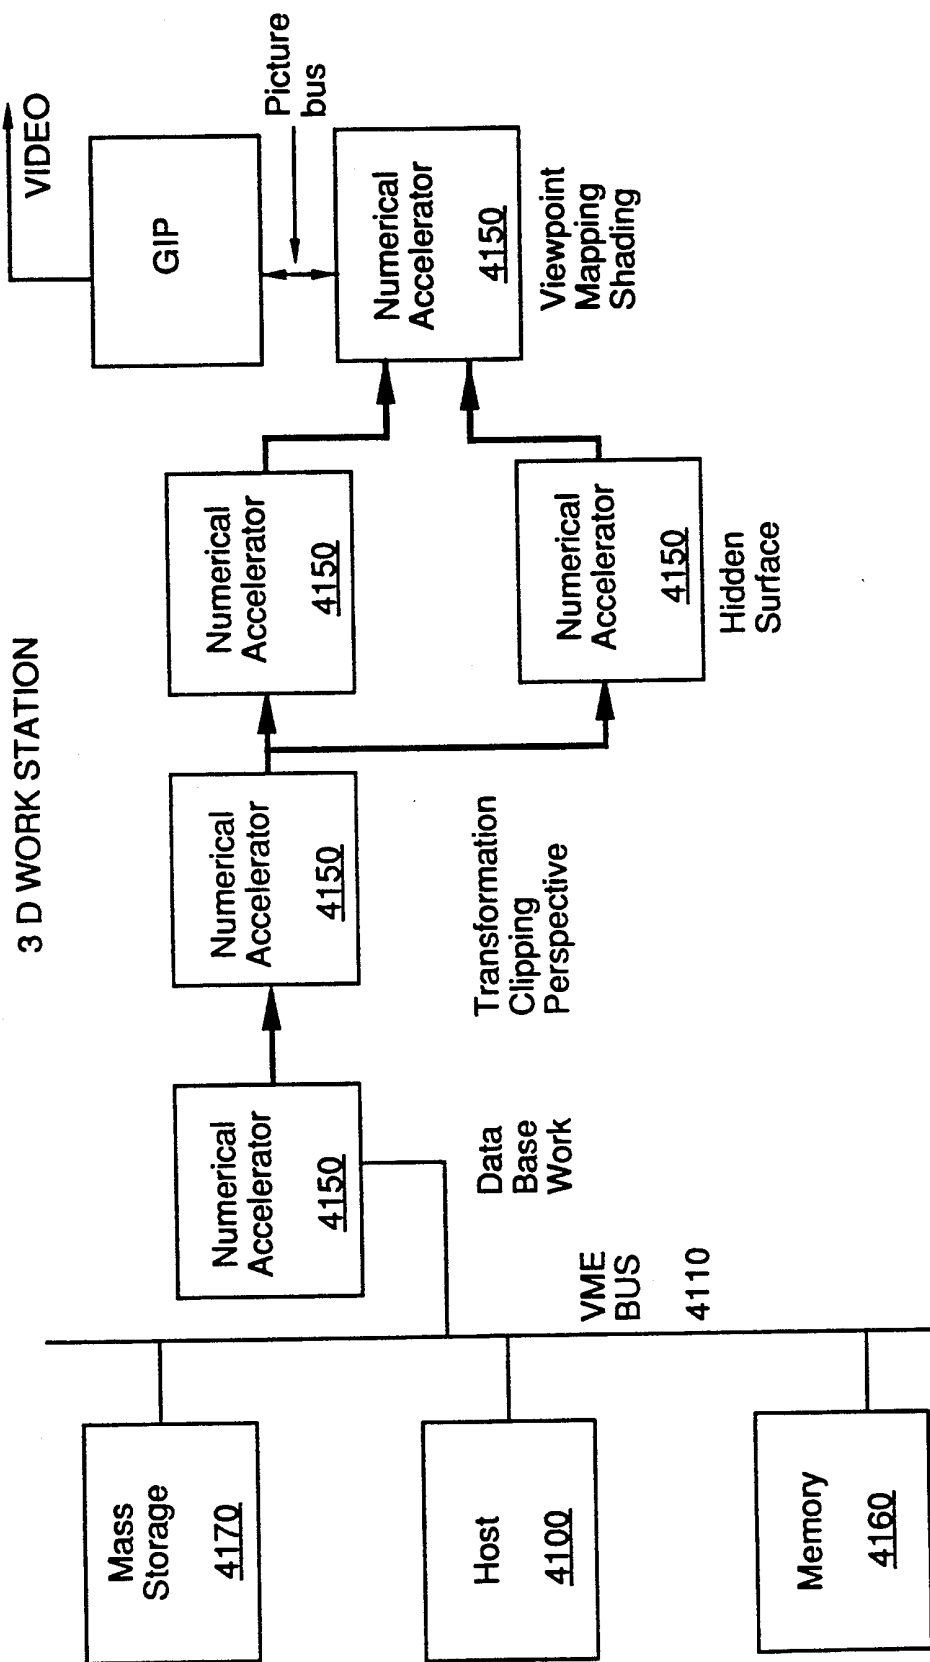 3 D WORK STATION
Mass
Storage
4170
Host
4100
Memory
4160
VME
BUS
4110
Numerical
Accelerator
4150
Data
Base
Work
Numerical
Accelerator
4150
Transformation
Clipping
Perspective
Numerical
Accelerator
4150
Numerical
Accelerator
4150
Hidden
Surface
Numerical
Accelerator
4150
Viewpoint
Mapping
Shading
GIP
Picture
bus
VIDEO